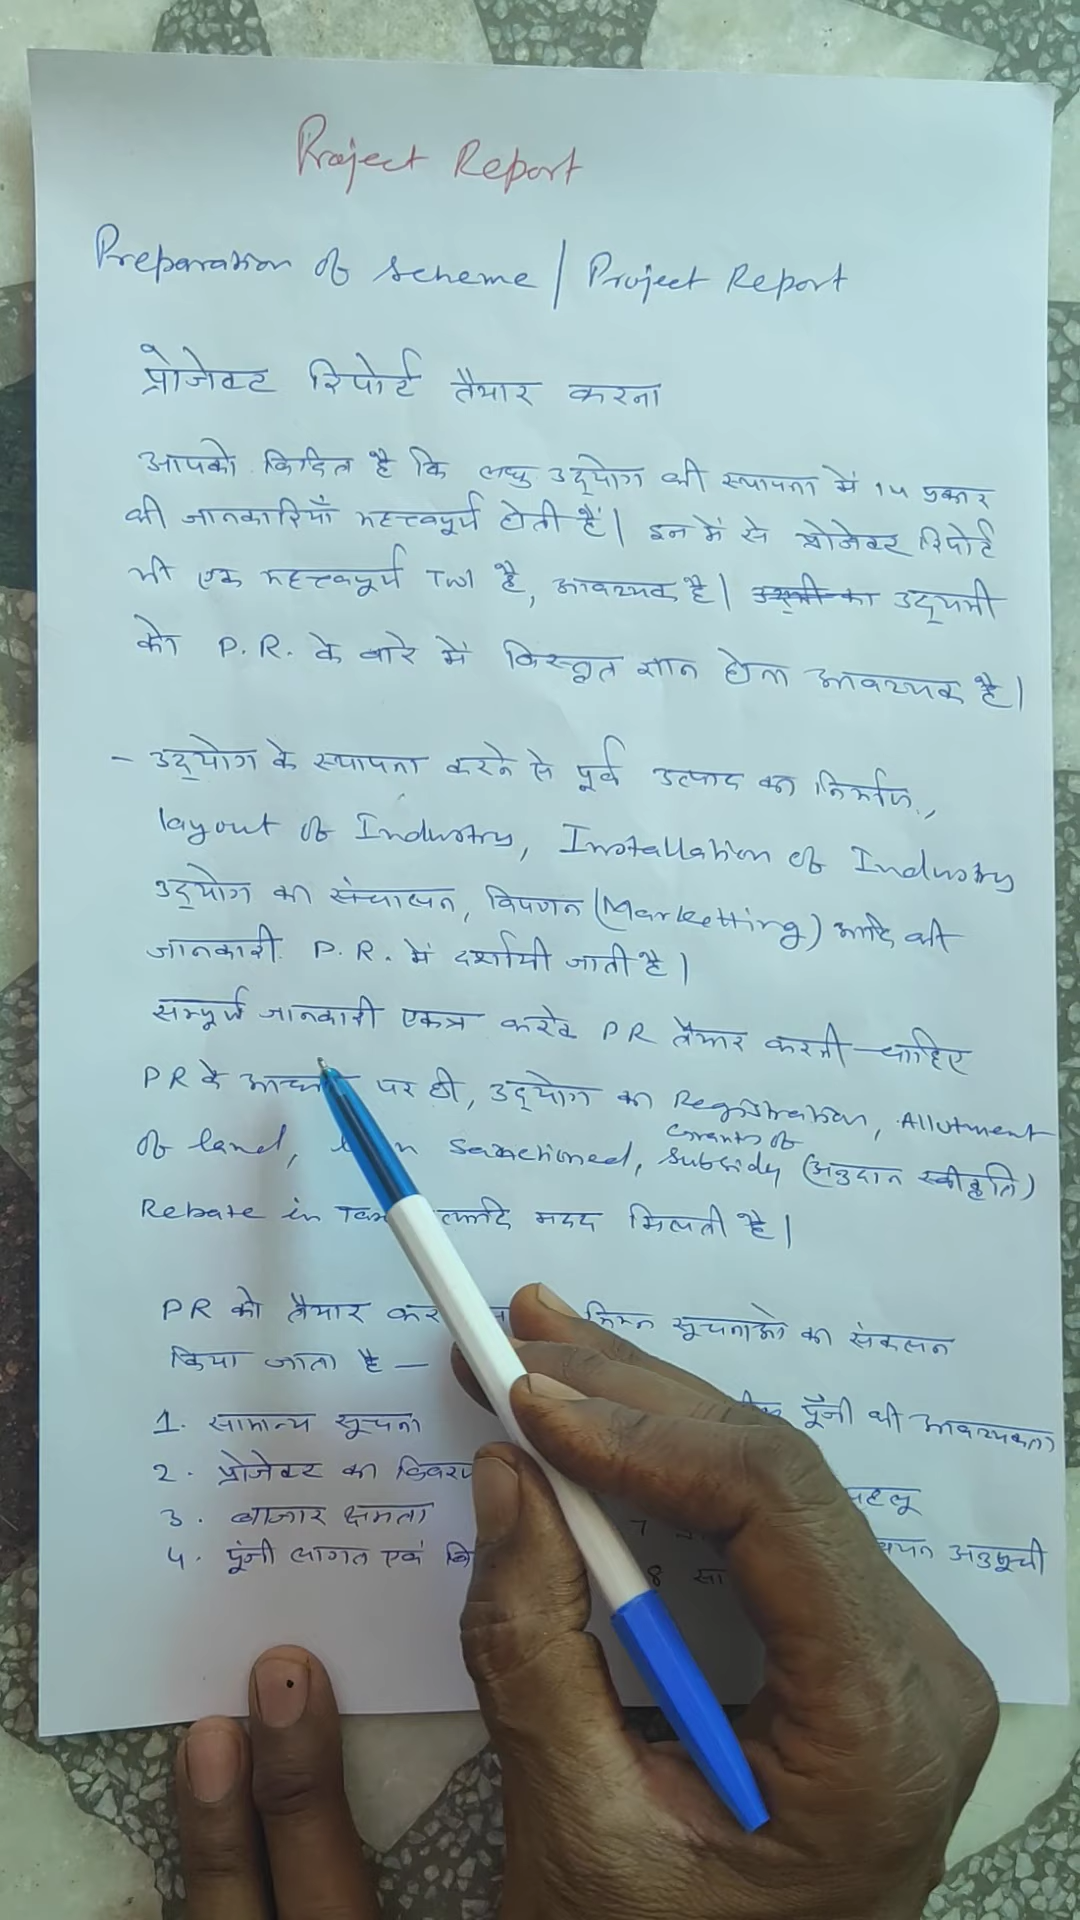 Project Report
Preparation of scheme / Project Report
प्रोजेक्ट रिपोर्ट तैयार करना
आपको विदित है कि लघु उद्योग की स्थापना में 14 प्रकार
की जानकारियाँ महत्त्वपूर्ण होती हैं। इन में से प्रोजेक्ट रिपोर्ट
भी एक महत्त्वपूर्ण Tool है, आवश्यक है। उद्यमी
को P.R. के बारे में विस्तृत ज्ञान होना आवश्यक है।
- उद्योग के स्थापना करने से पूर्व उत्पाद का निर्माण,
layout of Industry, Installation of Industry
उद्योग का संचालन, विपणन (Marketting) आदि की
जानकारी P.R. में दर्शायी जाती है।
सम्पूर्ण जानकारी एकत्र करके PR तैयार करनी चाहिए
PR के पर ही, उद्योग का Registration, Allotment
of land, sanctioned, Grants of Subsidy (अनुदान स्वीकृति)
Rebate in मदद मिलती है।
PR को तैयार निम्न सूचनाओ का संकलन
किया जाता है —
1. सामान्य सूचना
2. प्रोजेक्ट का
3. बाजार क्षमता
4. पूंजी लागत एवं
पूँजी की आवश्यकता
पहलू
7
अनुसूची
8